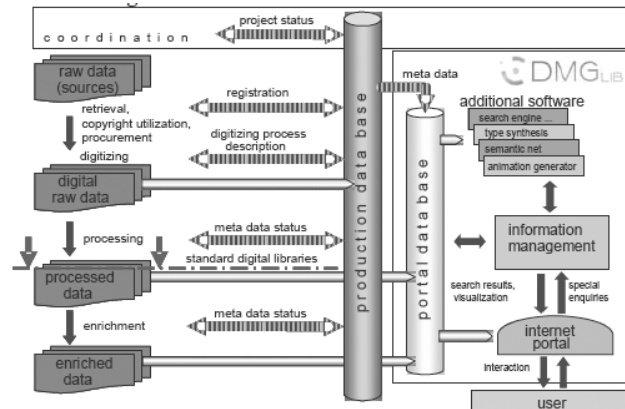 project status
coordination
raw data
(sources)
retrieval,
copyright utilization,
procurement
registration
meta data
DMG LIB
additional software
search engine ...
type synthesis
semantic net
animation generator
digitizing
digitizing process
description
digital
raw data
production data base
portal data base
processing
meta data status
standard digital libraries
information
management
processed
data
search results,
visualization
special
enquiries
enrichment
meta data status
internet
portal
enriched
data
interaction
user